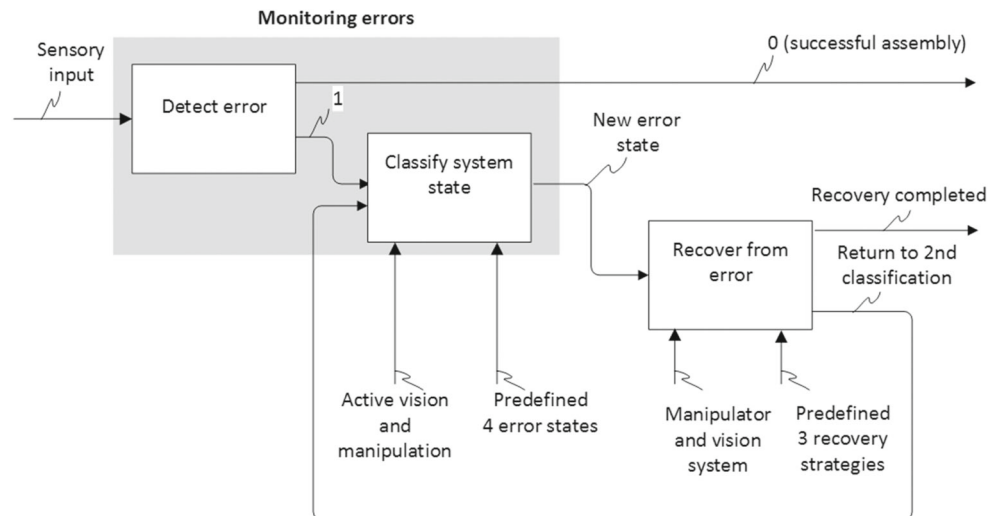 Monitoring errors
Sensory
input
0 (successful assembly)
Detect error
1
New error
state
Classify system
state
Recovery completed
Recover from
error
Return to 2nd
classification
Active vision
and
manipulation
Predefined
4 error states
Manipulator
and vision
system
Predefined
3 recovery
strategies